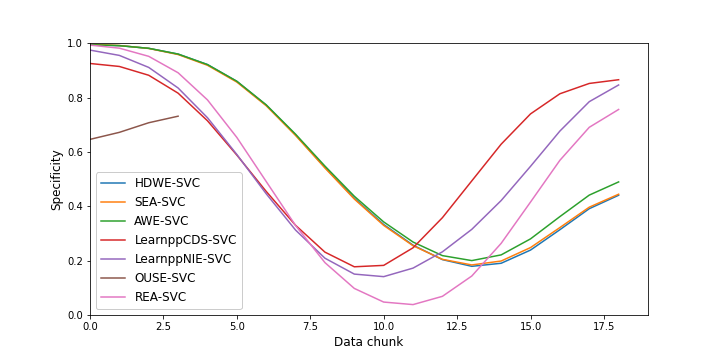 1.0
0.8
0.6
0.4
0.2
0.0
Specificity
HDWE-SVC
SEA-SVC
AWE-SVC
LearnppCDS-SVC
LearnppNIE-SVC
OUSE-SVC
REA-SVC
0.0 2.5 5.0 7.5 10.0 12.5 15.0 17.5
Data chunk